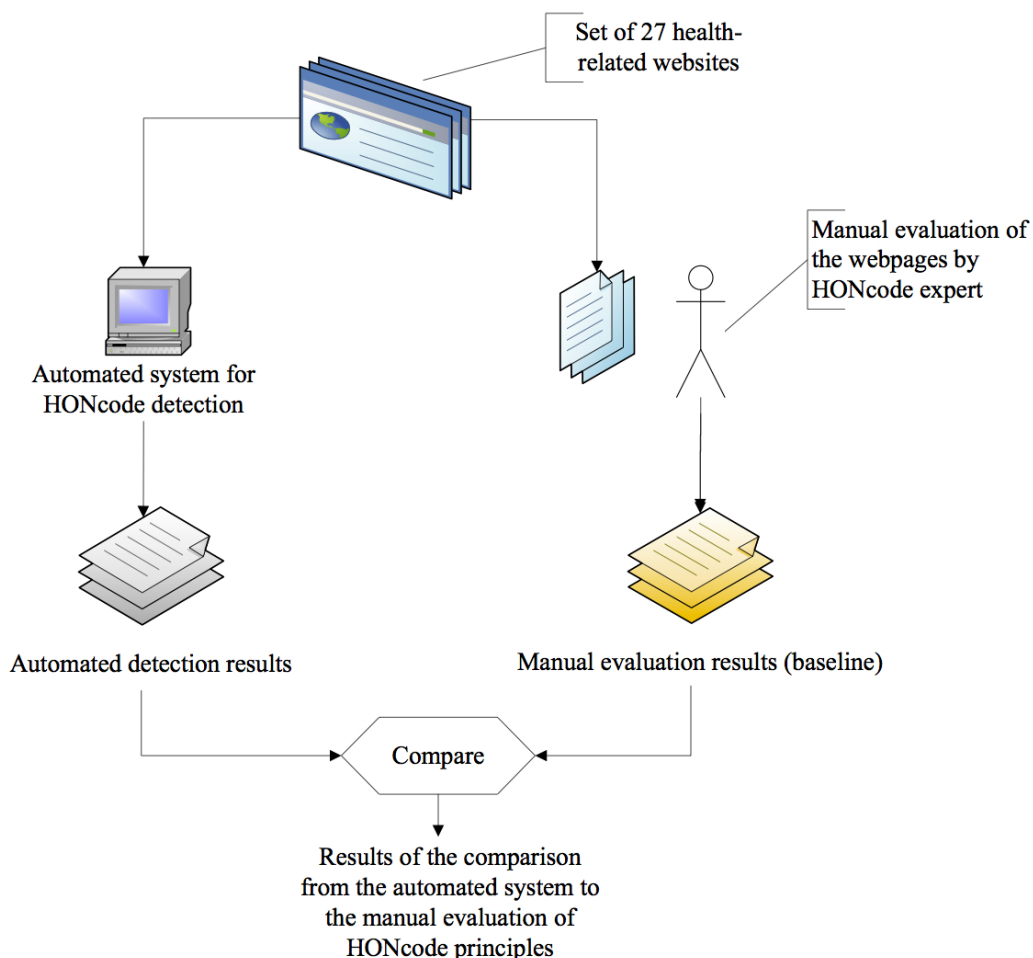 Set of 27 health-
related websites
Manual evaluation of
the webpages by
HONcode expert
Automated system for
HONcode detection
Automated detection results
Manual evaluation results (baseline)
Compare
Results of the comparison
from the automated system to
the manual evaluation of
HONcode principles